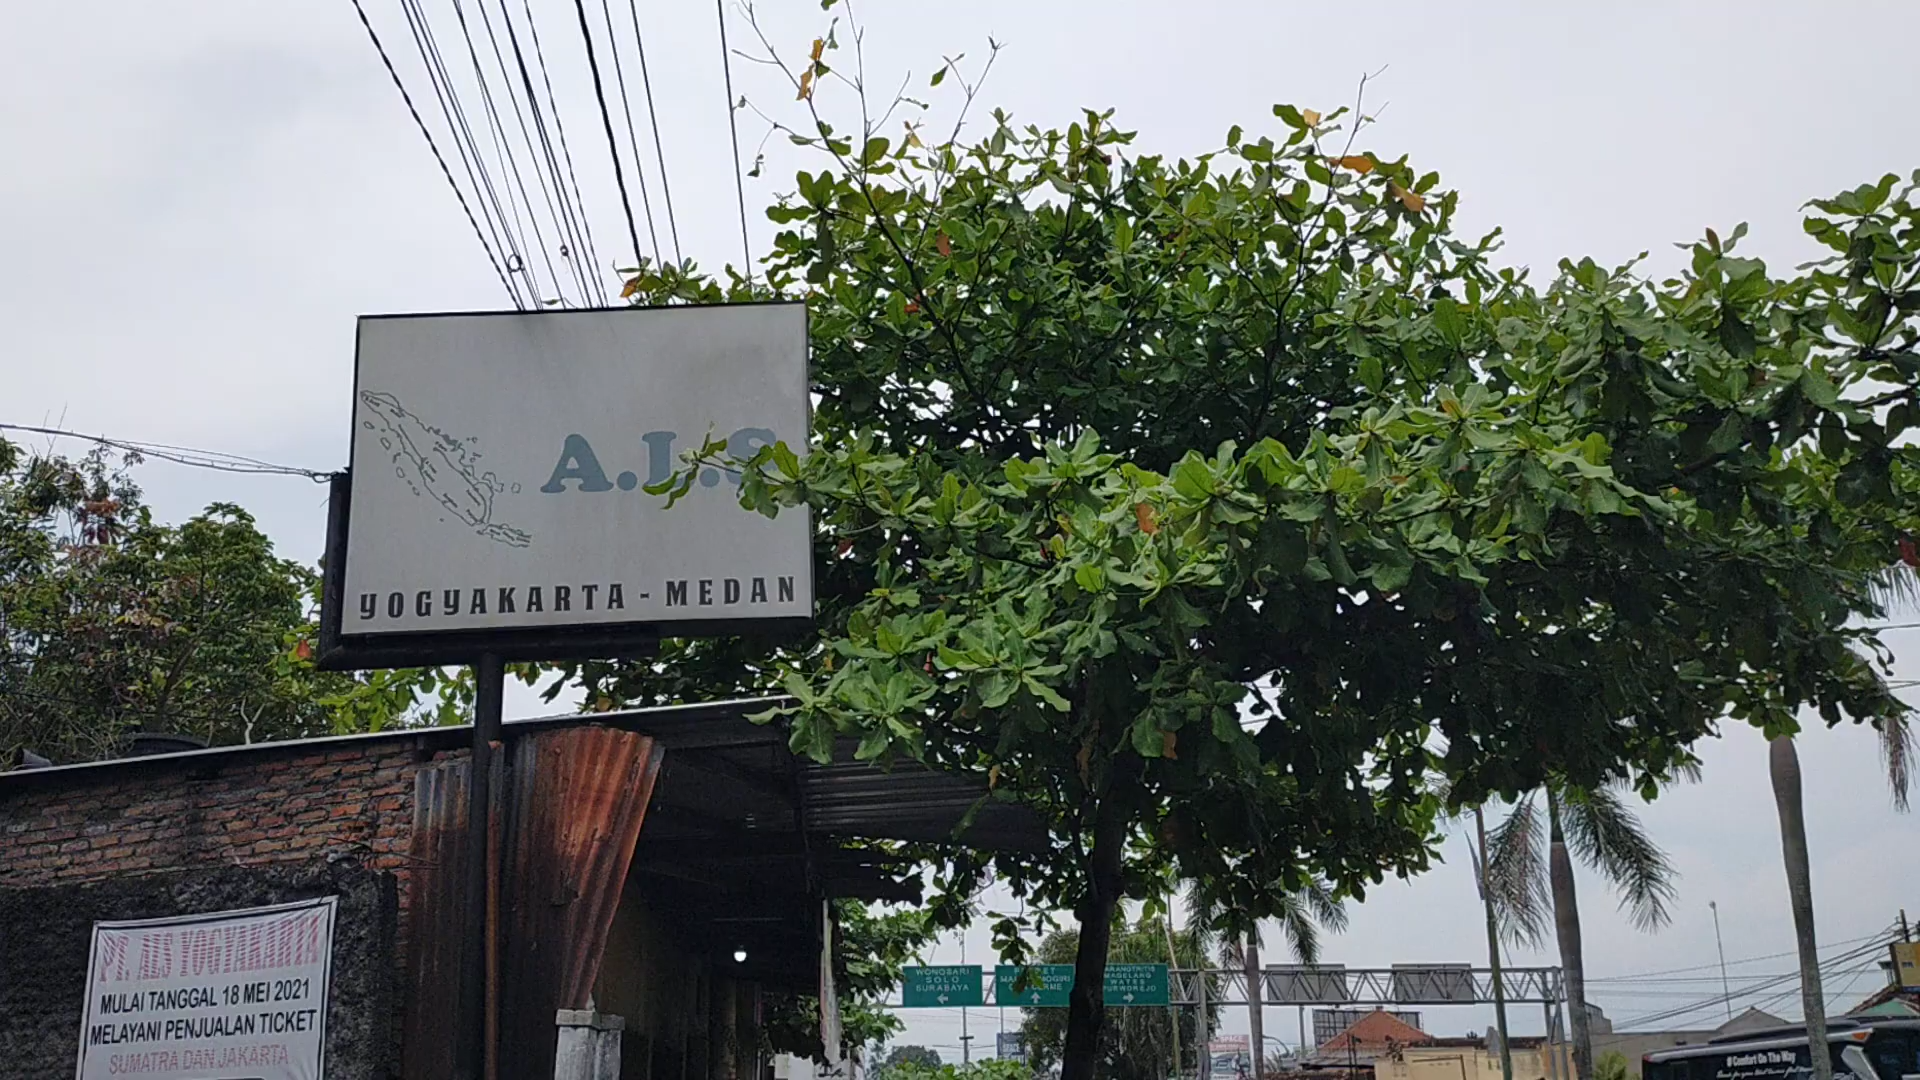 A.L.S
YOGYAKARTA - MEDAN
PT. ALS YOGYAKARTA
MULAI TANGGAL 18 MEI 2021
MELAYANI PENJUALAN TICKET
SUMATRA DAN JAKARTA
WONOSARI
SOLO
SURABAYA
PARANGTRITIS
MAGELANG
WATES
PURWOREJO
#Comfort On The Way